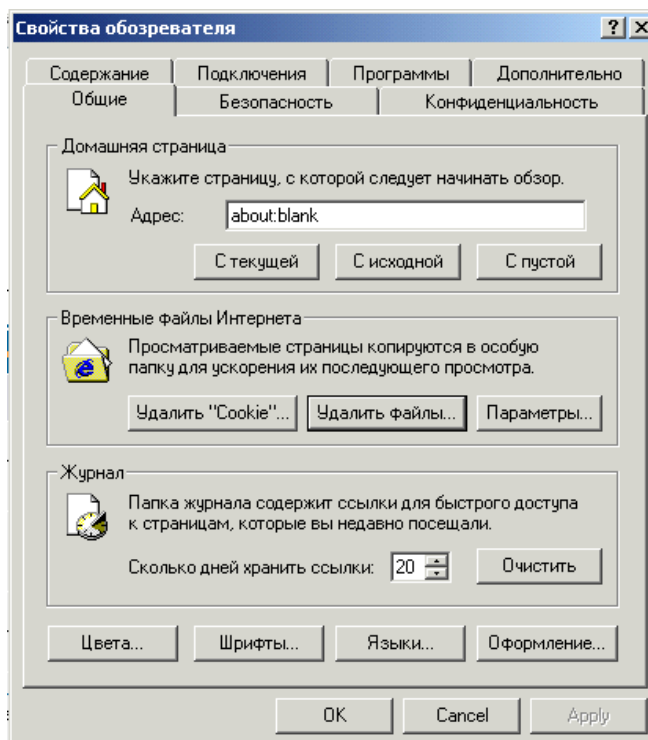 Свойства обозревателя
Содержание Подключения Программы Дополнительно
Общие Безопасность Конфиденциальность
Домашняя страница
Укажите страницу, с которой следует начинать обзор.
Адрес: about:blank
С текущей С исходной С пустой
Временные файлы Интернета
Просматриваемые страницы копируются в особую
папку для ускорения их последующего просмотра.
Удалить "Cookie"... Удалить файлы... Параметры...
Журнал
Папка журнала содержит ссылки для быстрого доступа
к страницам, которые вы недавно посещали.
Сколько дней хранить ссылки: 20 Очистить
Цвета... Шрифты... Языки... Оформление...
OK Cancel Apply